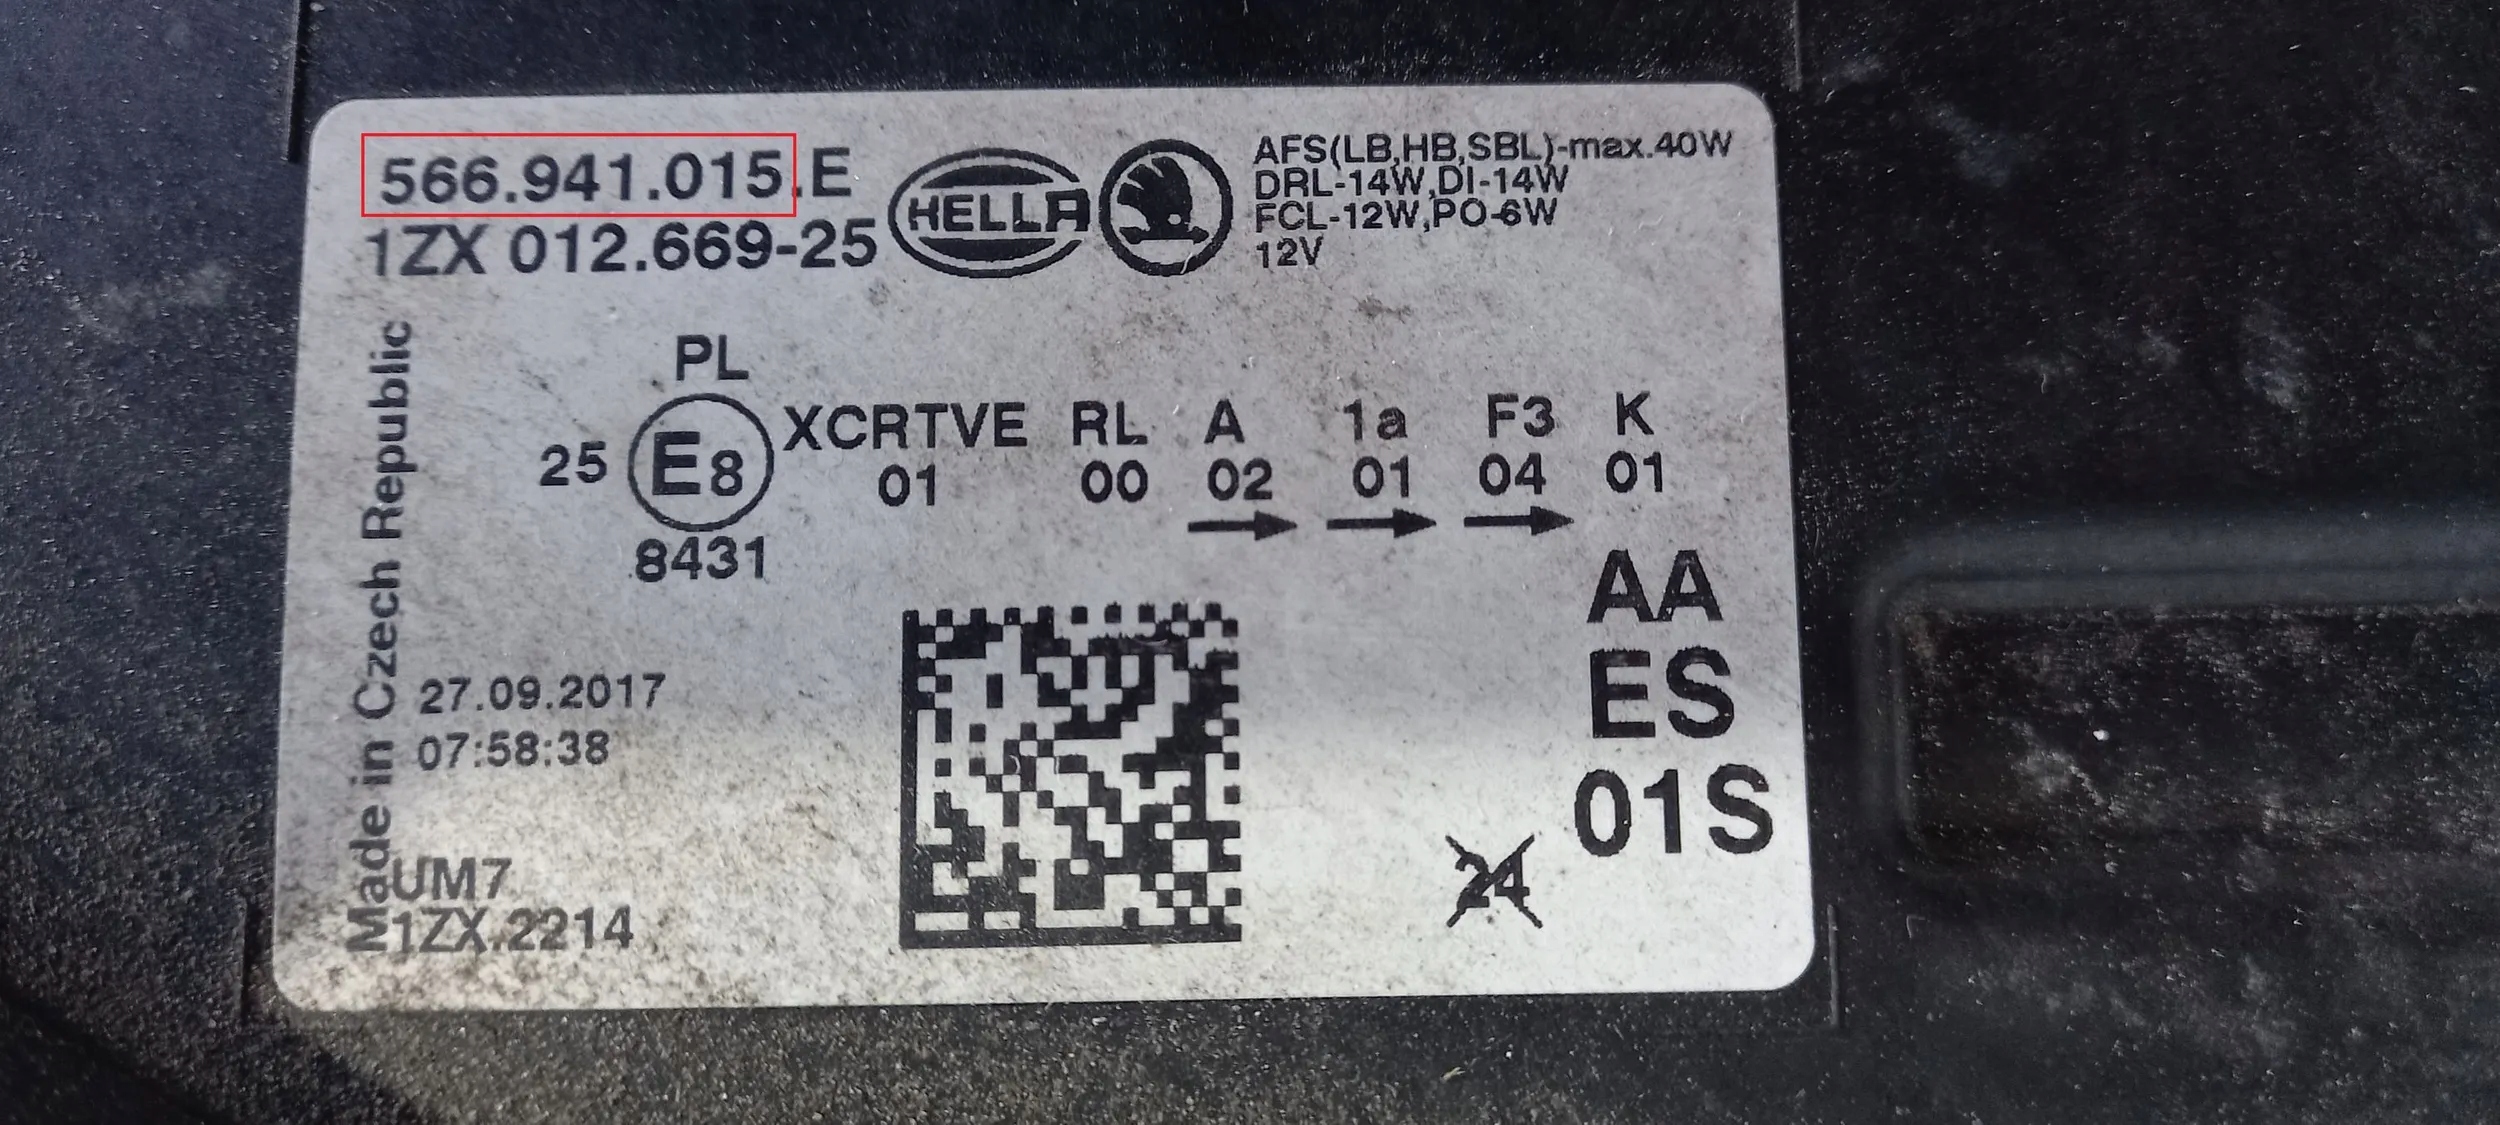 566.941.015.E
1ZX 012.669-25
HELLA
AFS(LB,HB,SBL)-max.40W
DRL-14W,DI-14W
FCL-12W,PO-6W
12V
PL
25 E8 XCRTVE RL A 1a F3 K
01 00 02 01 04 01
8431
AA
ES
01S
24
27.09.2017
07:58:38
Made in Czech Republic
UM7
1ZX.2214